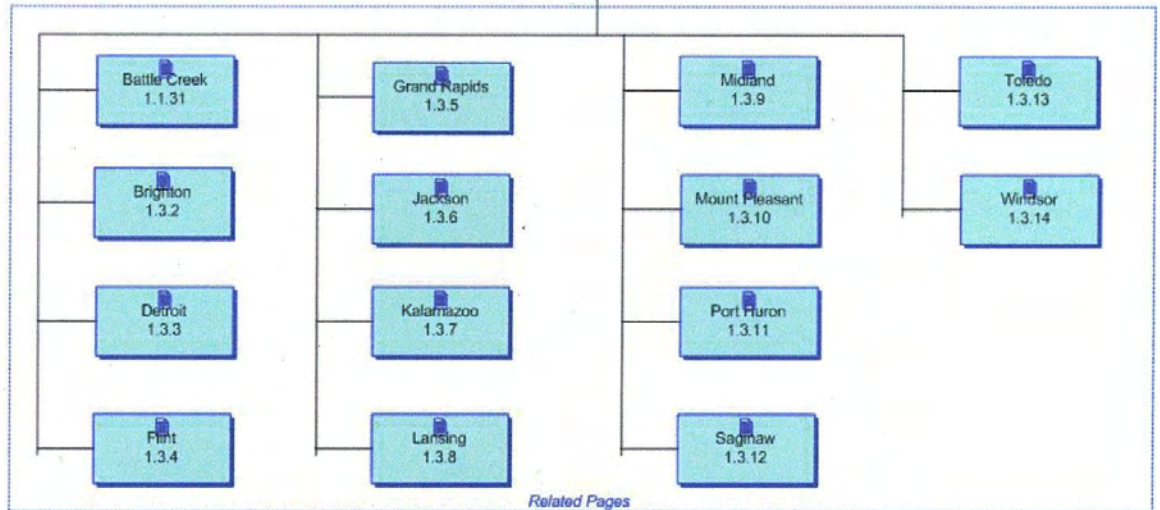 Battle Creek
1.1.31
Brighton
1.3.2
Detroit
1.3.3
Flint
1.3.4
Grand Rapids
1.3.5
Jackson
1.3.6
Kalamazoo
1.3.7
Lansing
1.3.8
Midland
1.3.9
Mount Pleasant
1.3.10
Port Huron
1.3.11
Saginaw
1.3.12
Toledo
1.3.13
Windsor
1.3.14
Related Pages